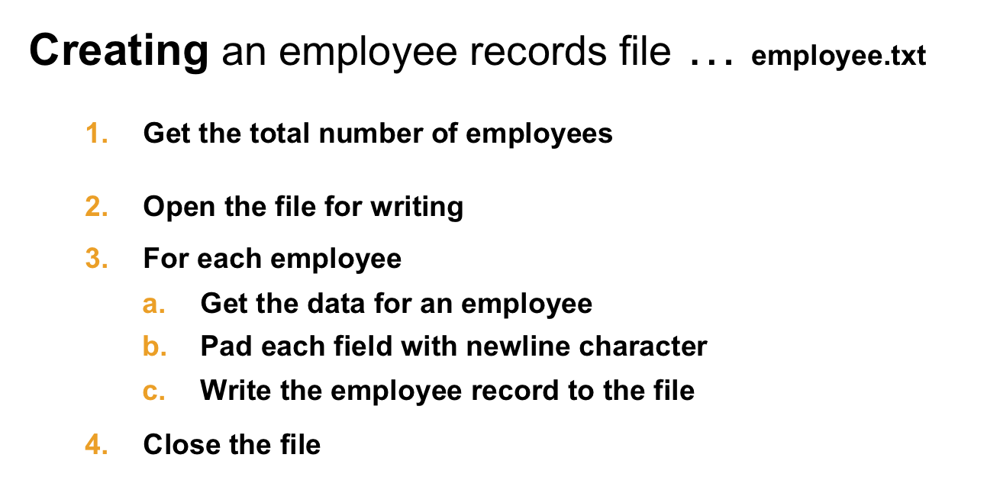 Creating an employee records file ... employee.txt
1. Get the total number of employees
2. Open the file for writing
3. For each employee
a. Get the data for an employee
b. Pad each field with newline character
c. Write the employee record to the file
4. Close the file